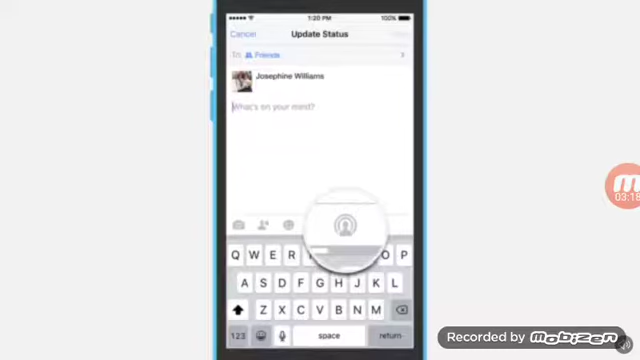 1:20 PM 100%
Cancel Update Status
To: Friends
Josephine Williams
What's on your mind?
Q W E R O P
A S D F G H J K L
Z X C V B N M
123 space return
03:18
Recorded by MOBIZEN